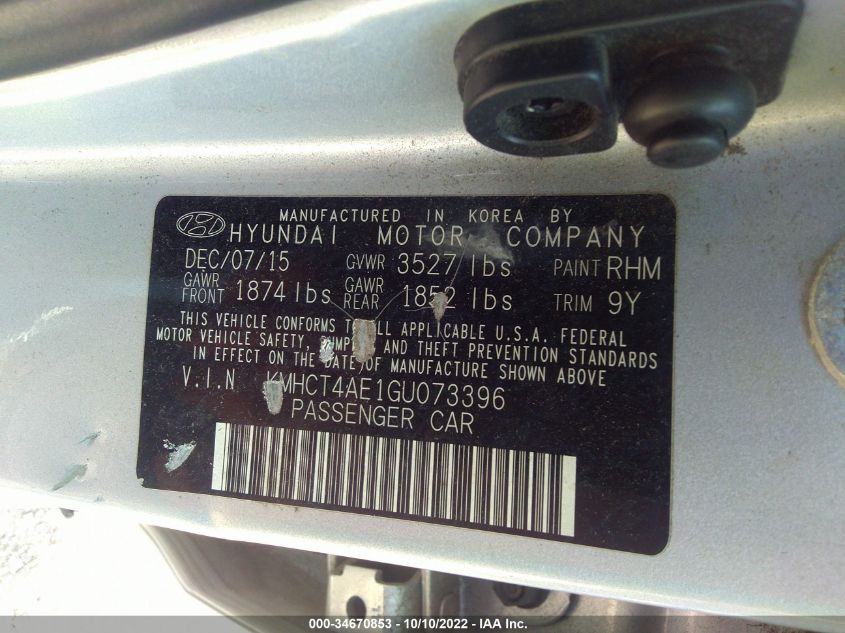 MANUFACTURED IN KOREA BY
HYUNDAI MOTOR COMPANY
DEC/07/15 GVWR 3527 lbs PAINT RHM
GAWR FRONT 1874 lbs GAWR REAR 1852 lbs TRIM 9Y
THIS VEHICLE CONFORMS TO ALL APPLICABLE U.S.A. FEDERAL
MOTOR VEHICLE SAFETY, BUMPER AND THEFT PREVENTION STANDARDS
IN EFFECT ON THE DATE OF MANUFACTURE SHOWN ABOVE
V.I.N KMHCT4AE1GU073396
PASSENGER CAR
000-34670853 - 10/10/2022 - IAA Inc.